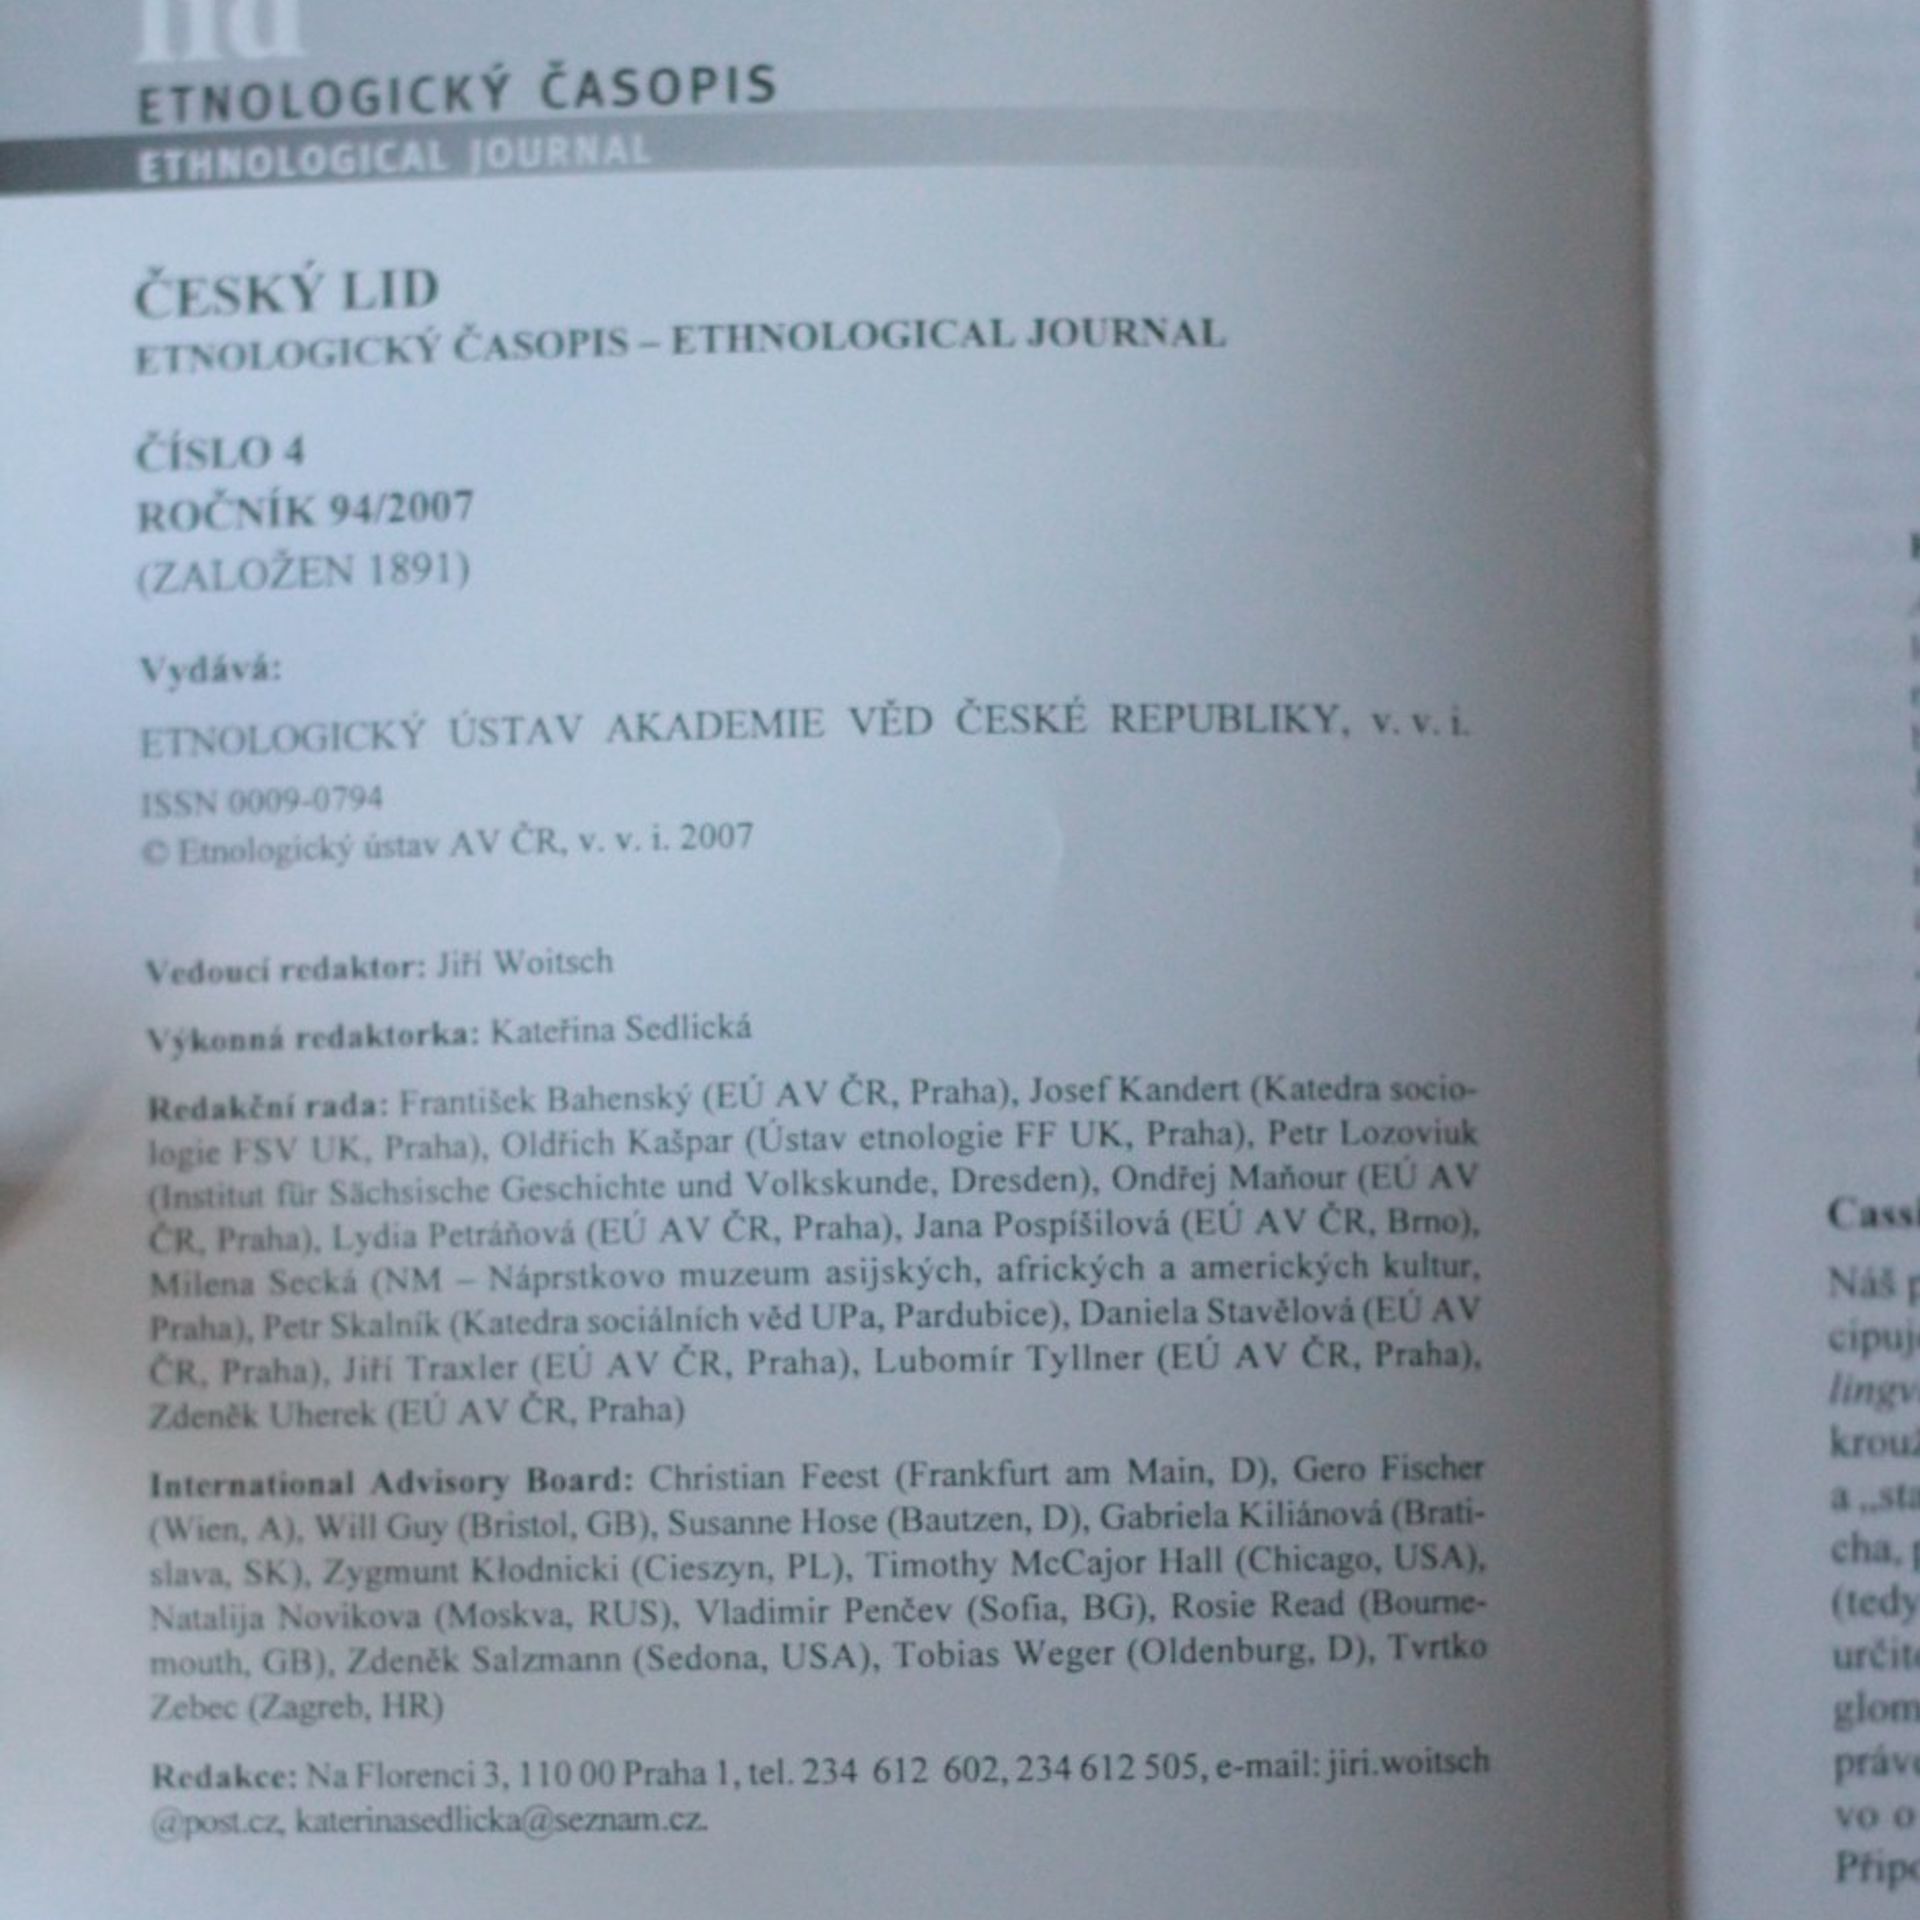 lid
ETNOLOGICKÝ ČASOPIS
ETHNOLOGICAL JOURNAL
ČESKÝ LID
ETNOLOGICKÝ ČASOPIS – ETHNOLOGICAL JOURNAL
ČÍSLO 4
ROČNÍK 94/2007
(ZALOŽEN 1891)
Vydává:
ETNOLOGICKÝ ÚSTAV AKADEMIE VĚD ČESKÉ REPUBLIKY, v. v. i.
ISSN 0009-0794
© Etnologický ústav AV ČR, v. v. i. 2007
Vedoucí redaktor: Jiří Woitsch
Výkonná redaktorka: Kateřina Sedlická
Redakční rada: František Bahenský (EÚ AV ČR, Praha), Josef Kandert (Katedra socio-
logie FSV UK, Praha), Oldřich Kašpar (Ústav etnologie FF UK, Praha), Petr Lozoviuk
(Institut für Sächsische Geschichte und Volkskunde, Dresden), Ondřej Maňour (EÚ AV
ČR, Praha), Lydia Petráňová (EÚ AV ČR, Praha), Jana Pospíšilová (EÚ AV ČR, Brno),
Milena Secká (NM – Náprstkovo muzeum asijských, afrických a amerických kultur,
Praha), Petr Skalník (Katedra sociálních věd UPa, Pardubice), Daniela Stavělová (EÚ AV
ČR, Praha), Jiří Traxler (EÚ AV ČR, Praha), Lubomír Tyllner (EÚ AV ČR, Praha),
Zdeněk Uherek (EÚ AV ČR, Praha)
International Advisory Board: Christian Feest (Frankfurt am Main, D), Gero Fischer
(Wien, A), Will Guy (Bristol, GB), Susanne Hose (Bautzen, D), Gabriela Kiliánová (Brati-
slava, SK), Zygmunt Kłodnicki (Cieszyn, PL), Timothy McCajor Hall (Chicago, USA),
Natalija Novikova (Moskva, RUS), Vladimir Penčev (Sofia, BG), Rosie Read (Bourne-
mouth, GB), Zdeněk Salzmann (Sedona, USA), Tobias Weger (Oldenburg, D), Tvrtko
Zebec (Zagreb, HR)
Redakce: Na Florenci 3, 110 00 Praha 1, tel. 234 612 602, 234 612 505, e-mail: jiri.woitsch
@post.cz, katerinasedlicka@seznam.cz.
Náš
cha,
(tedy
vo o